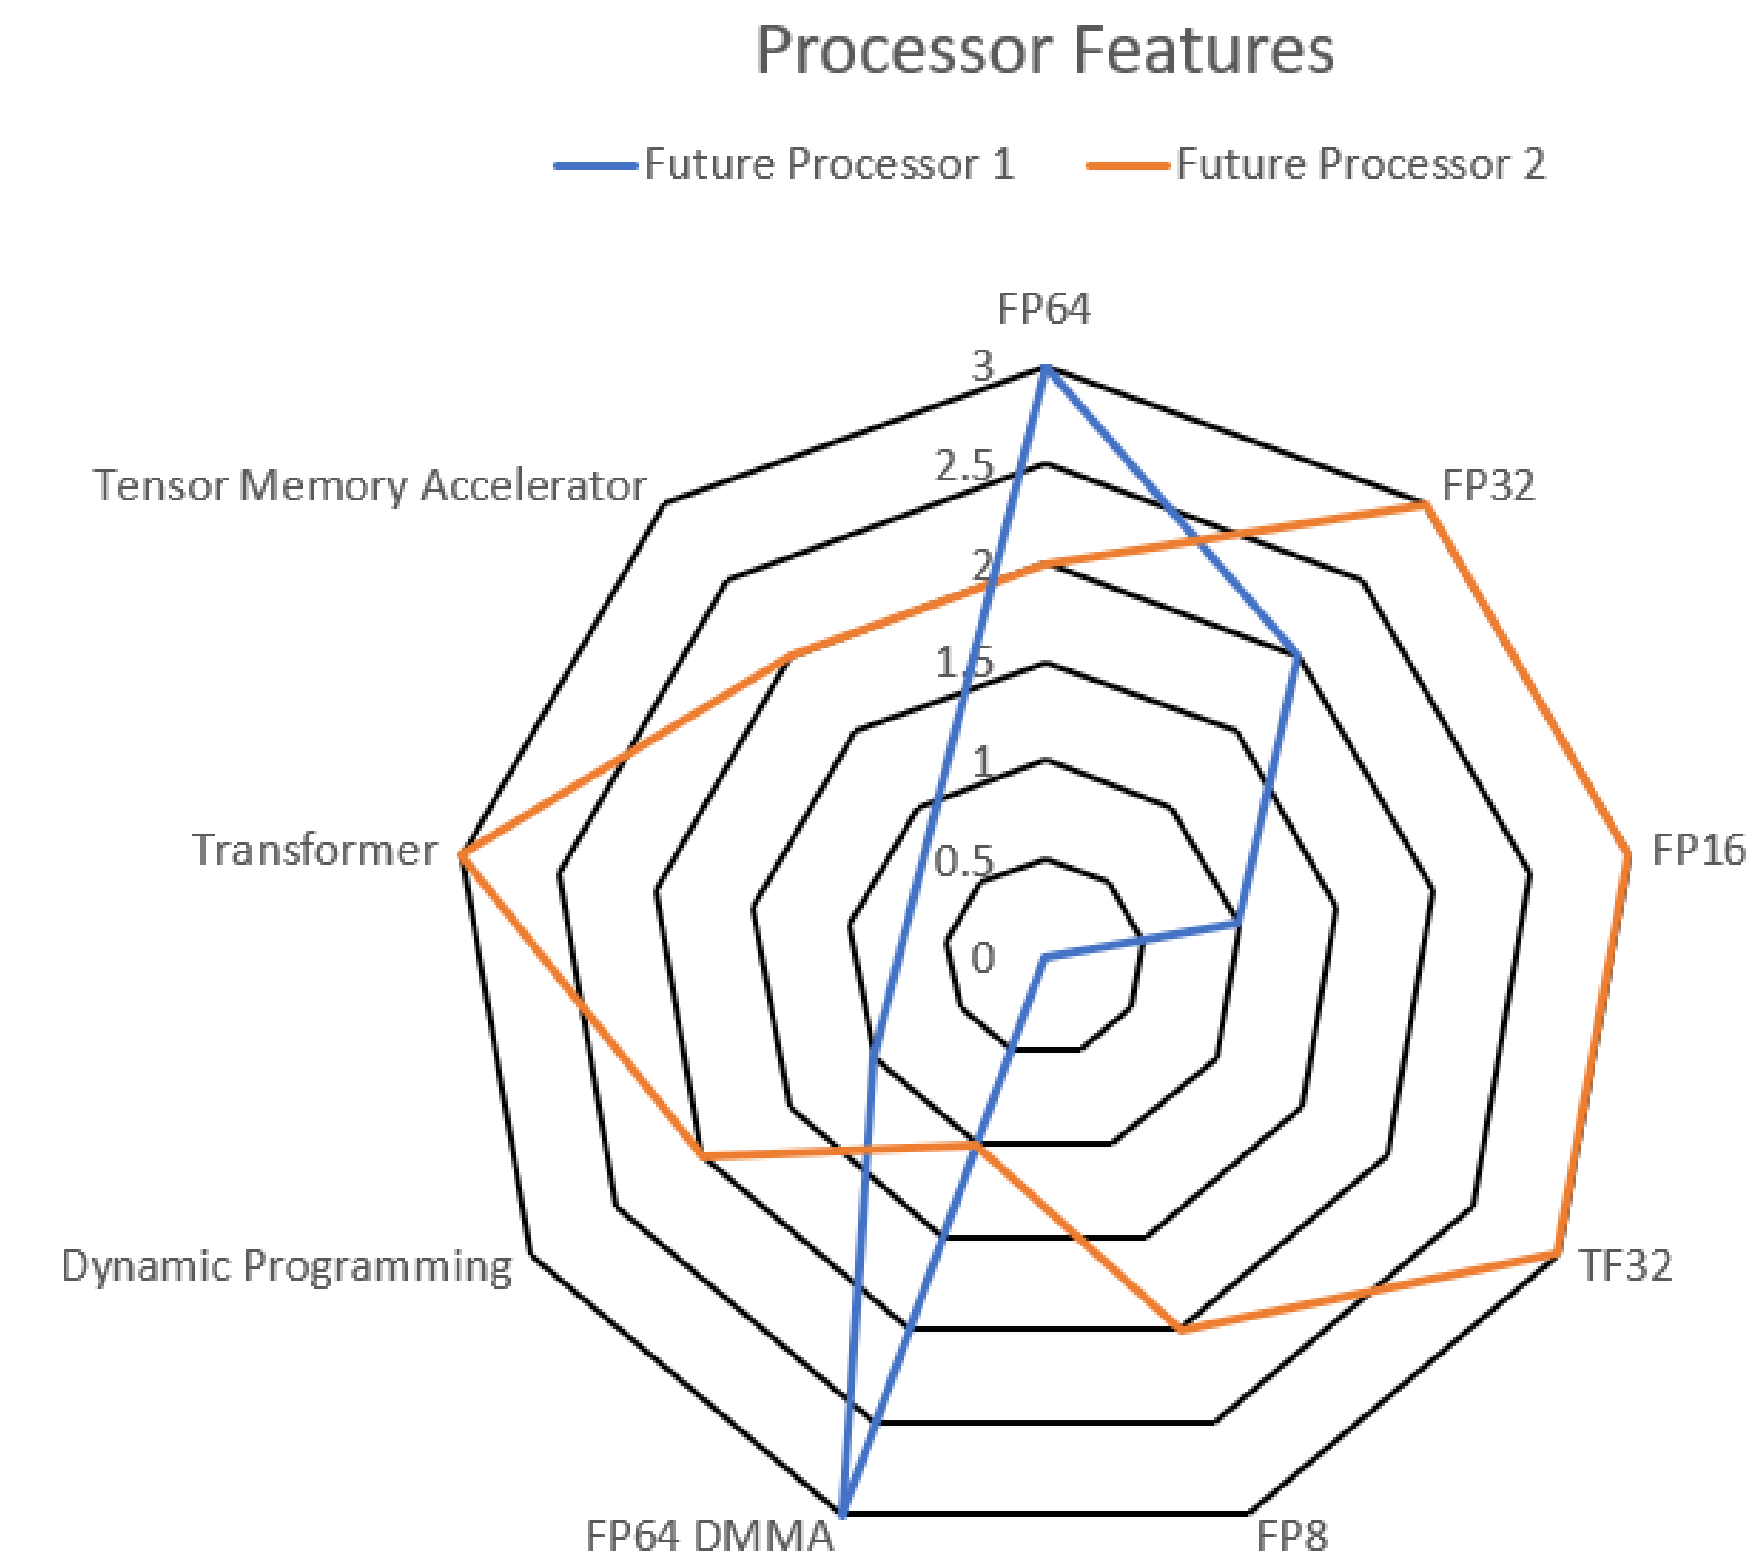 Processor Features
Future Processor 1 Future Processor 2
FP64
3
2.5
Tensor Memory Accelerator FP32
2
1.5
1
Transformer FP16
0.5
0
Dynamic Programming TF32
FP64 DMMA FP8